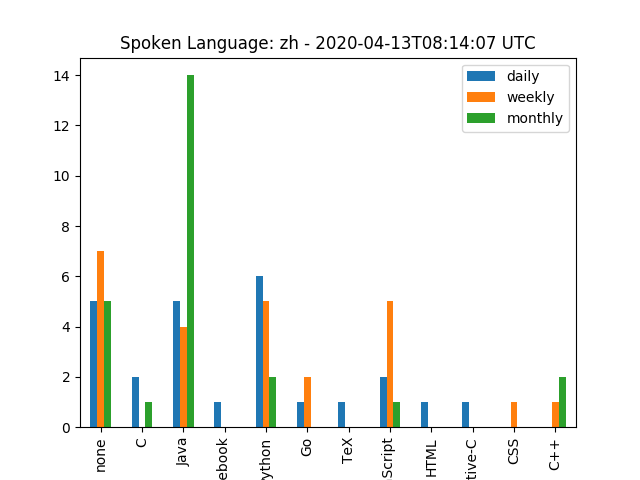 Spoken Language: zh - 2020-04-13T08:14:07 UTC
daily
weekly
monthly
14
12
10
8
6
4
2
0
none
C
Java
ebook
ython
Go
TeX
Script
HTML
tive-C
CSS
C++